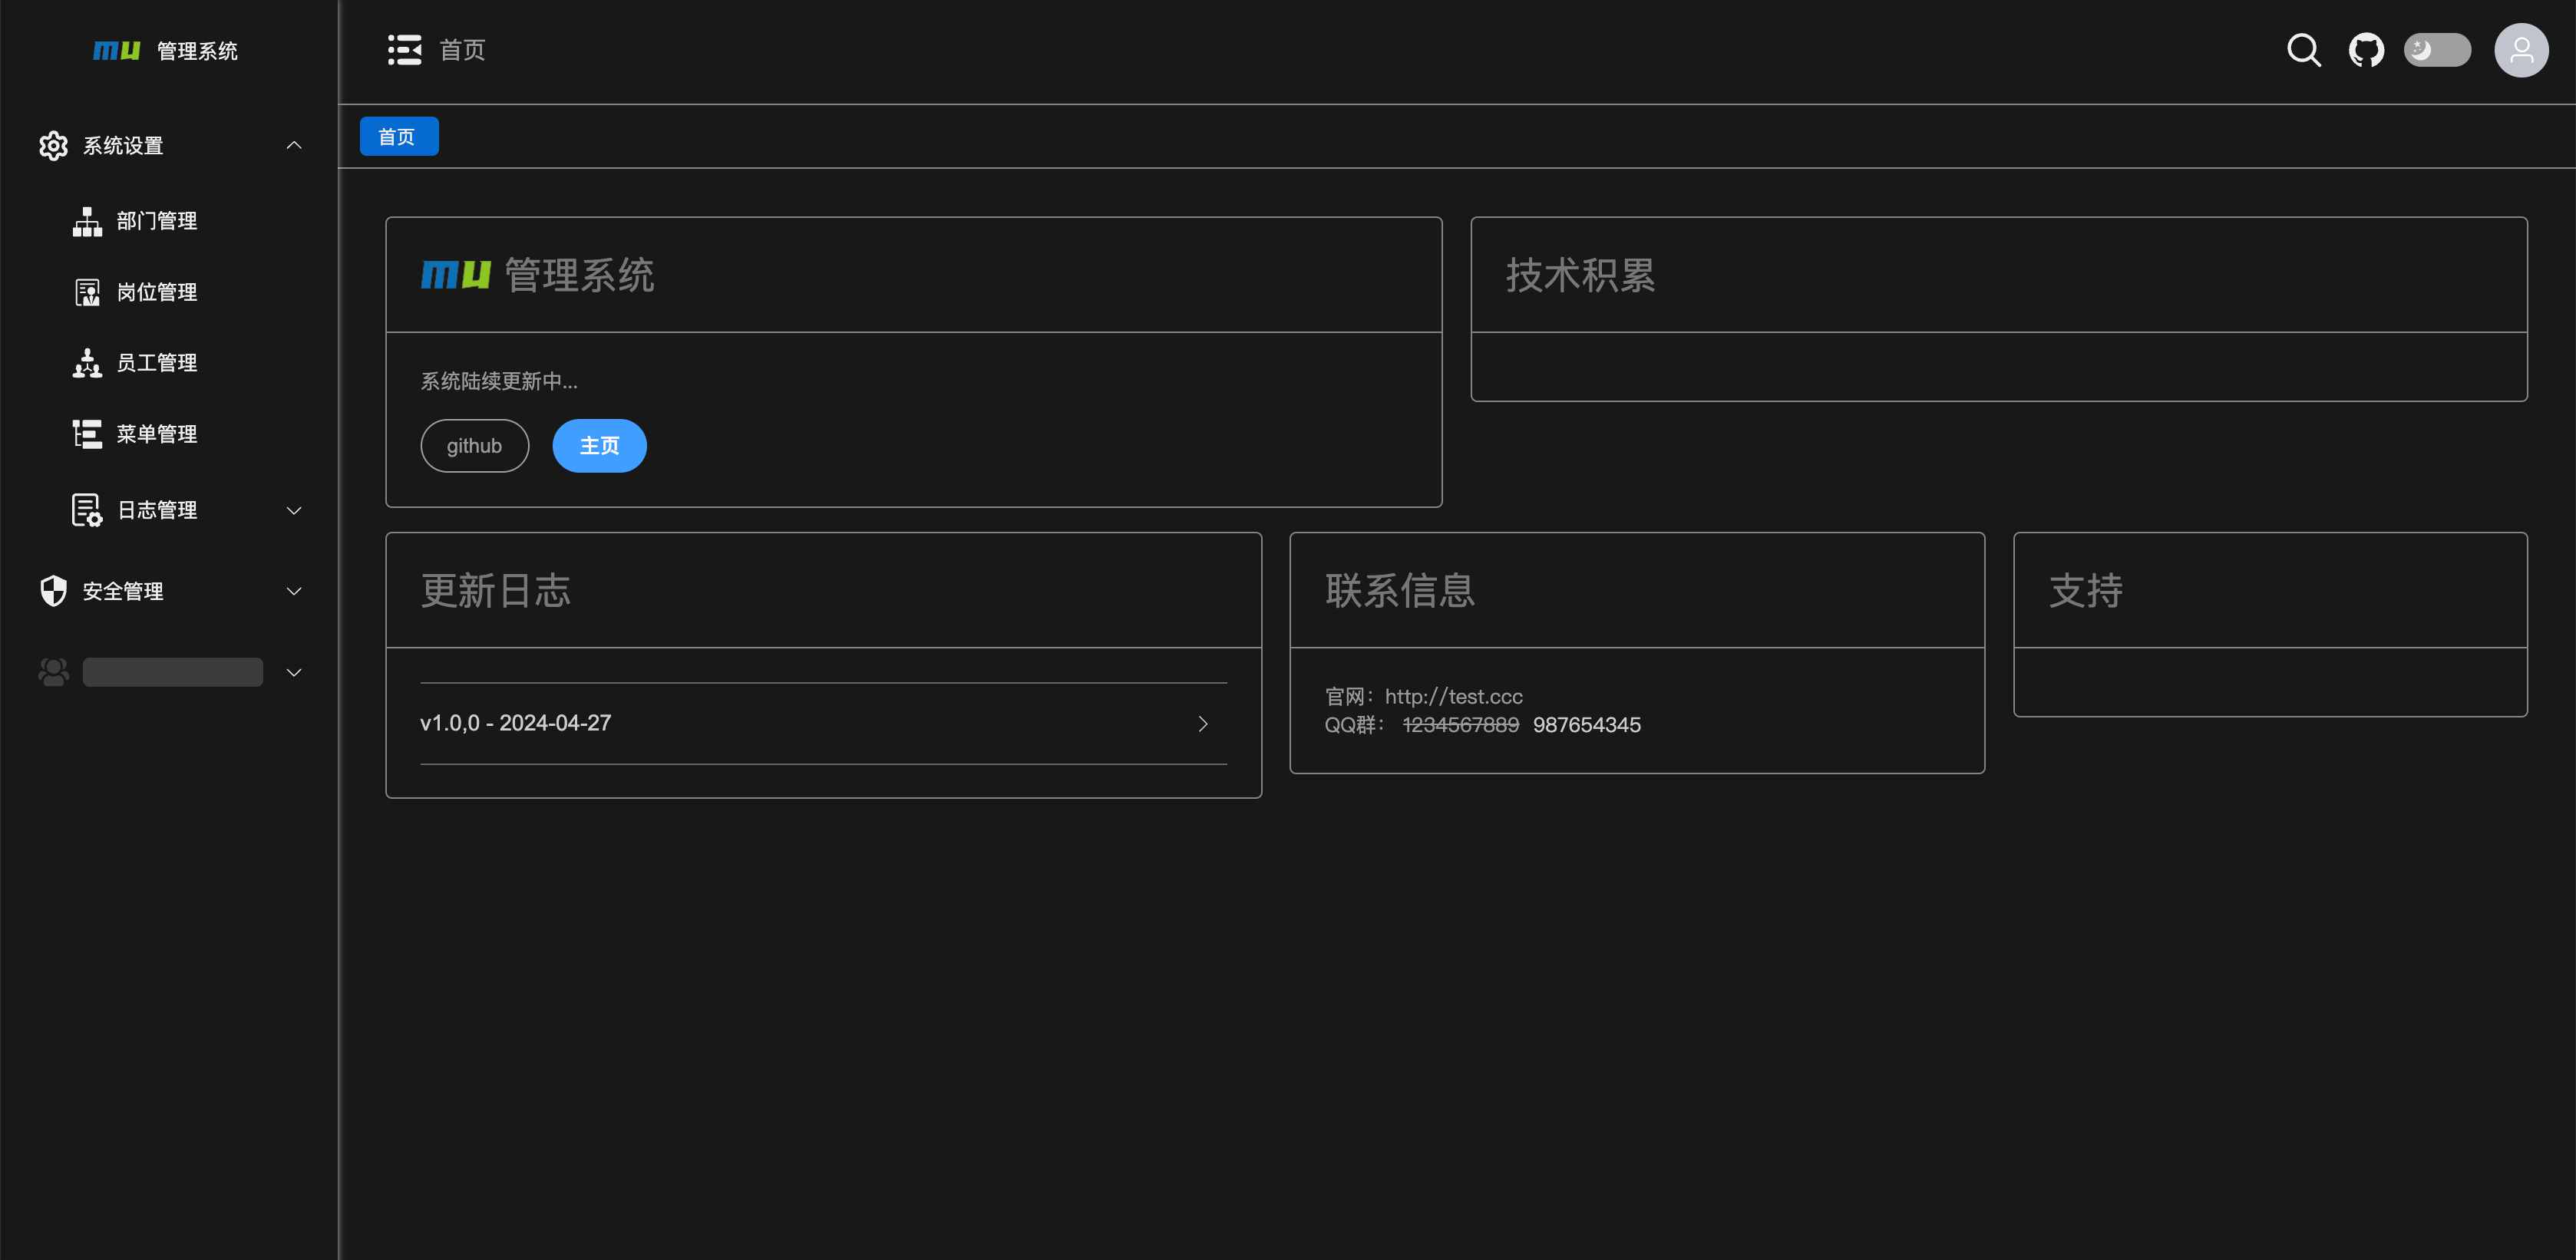 mu 管理系统
首页
系统设置
部门管理
岗位管理
员工管理
菜单管理
日志管理
安全管理
首页
mu 管理系统
系统陆续更新中...
github
主页
技术积累
更新日志
v1.0,0 - 2024-04-27
联系信息
官网：http://test.ccc
QQ群： 1234567889 987654345
支持